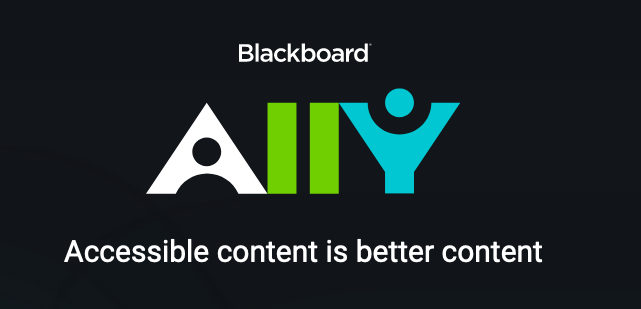 Blackboard
Ally
Accessible content is better content